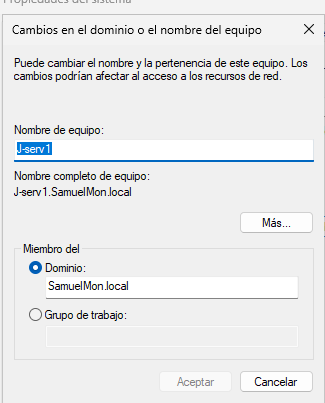 Propiedades del sistema
Cambios en el dominio o el nombre del equipo
Puede cambiar el nombre y la pertenencia de este equipo. Los
cambios podrían afectar al acceso a los recursos de red.
Nombre de equipo:
J-serv1
Nombre completo de equipo:
J-serv1.SamuelMon.local
Más...
Miembro del
Dominio:
SamuelMon.local
Grupo de trabajo:
Aceptar
Cancelar